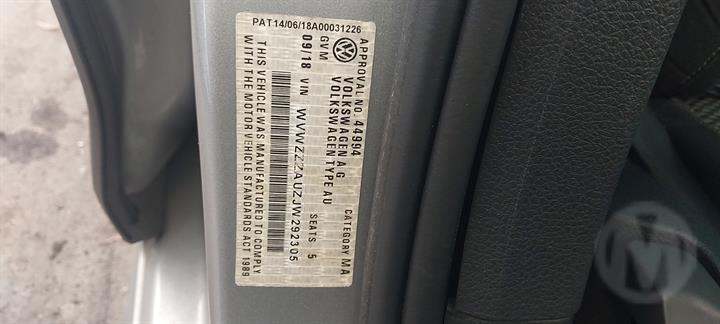 PAT14/06/18A00031226
APPROVAL NO. 44994
VOLKSWAGEN A G
VOLKSWAGEN TYPE AU
CATEGORY MA
GVM
SEATS 5
09/18 VIN WVWZZZAUZJW292305
THIS VEHICLE WAS MANUFACTURED TO COMPLY
WITH THE MOTOR VEHICLE STANDARDS ACT 1989
M